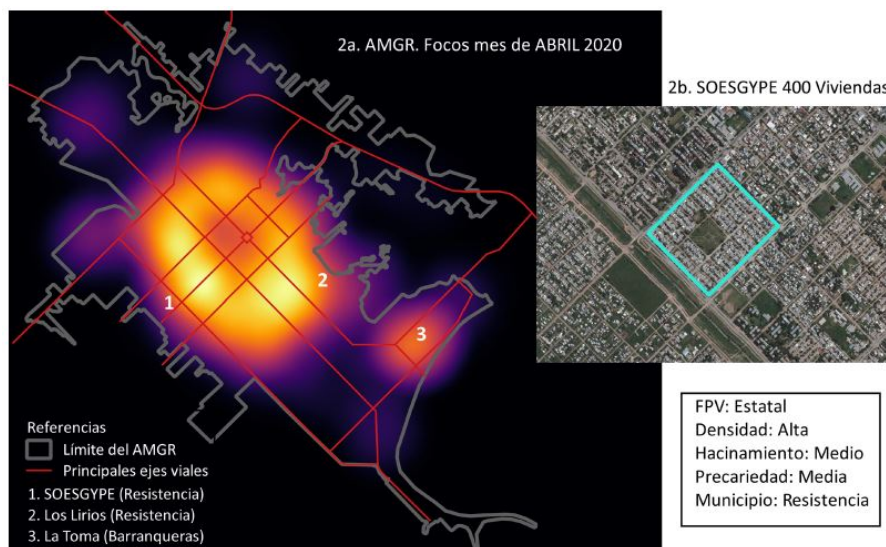 2a. AMGR. Focos mes de ABRIL 2020
2b. SOESGYPE 400 Viviendas
1
2
3
Referencias
Límite del AMGR
Principales ejes viales
1. SOESGYPE (Resistencia)
2. Los Lirios (Resistencia)
3. La Toma (Barranqueras)
FPV: Estatal
Densidad: Alta
Hacinamiento: Medio
Precariedad: Media
Municipio: Resistencia